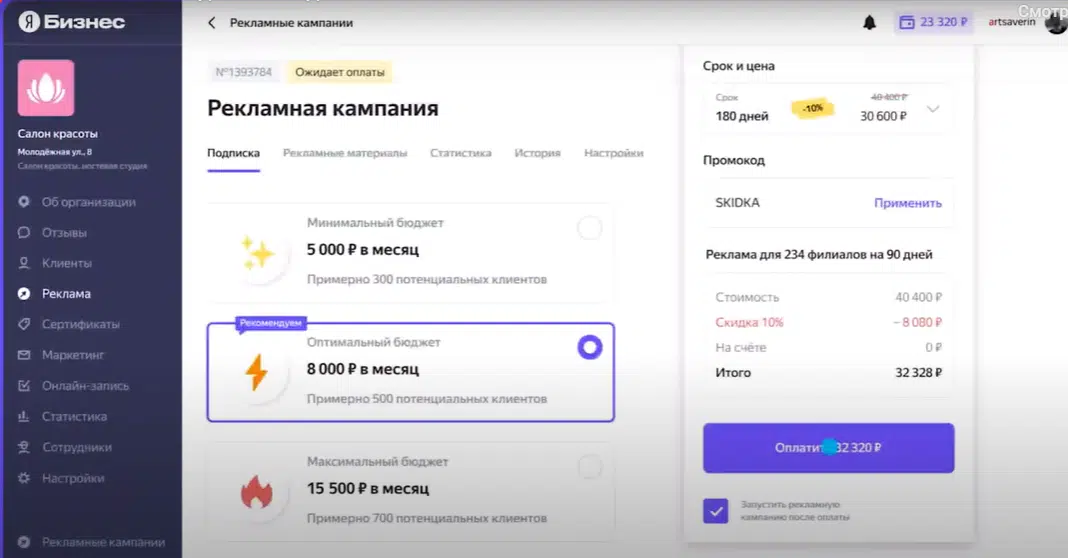 Смотр
Я Бизнес
Рекламные кампании
23 320 ₽
artsaverin
Салон красоты
Молодёжная ул., 8
Салон красоты, ногтевая студия
Об организации
Отзывы
Клиенты
Реклама
Сертификаты
Маркетинг
Онлайн-запись
Статистика
Сотрудники
Настройки
Рекламные кампании
№1393784
Ожидает оплаты
Рекламная кампания
Подписка
Рекламные материалы
Статистика
История
Настройки
Минимальный бюджет
5 000 ₽ в месяц
Примерно 300 потенциальных клиентов
Рекомендуем
Оптимальный бюджет
8 000 ₽ в месяц
Примерно 500 потенциальных клиентов
Максимальный бюджет
15 500 ₽ в месяц
Примерно 700 потенциальных клиентов
Срок и цена
Срок
180 дней
-10%
40 400 ₽
30 600 ₽
Промокод
SKIDKA
Применить
Реклама для 234 филиалов на 90 дней
Стоимость 40 400 ₽
Скидка 10% – 8 080 ₽
На счёте 0 ₽
Итого 32 328 ₽
Оплатить 32 320 ₽
Запустить рекламную
кампанию после оплаты